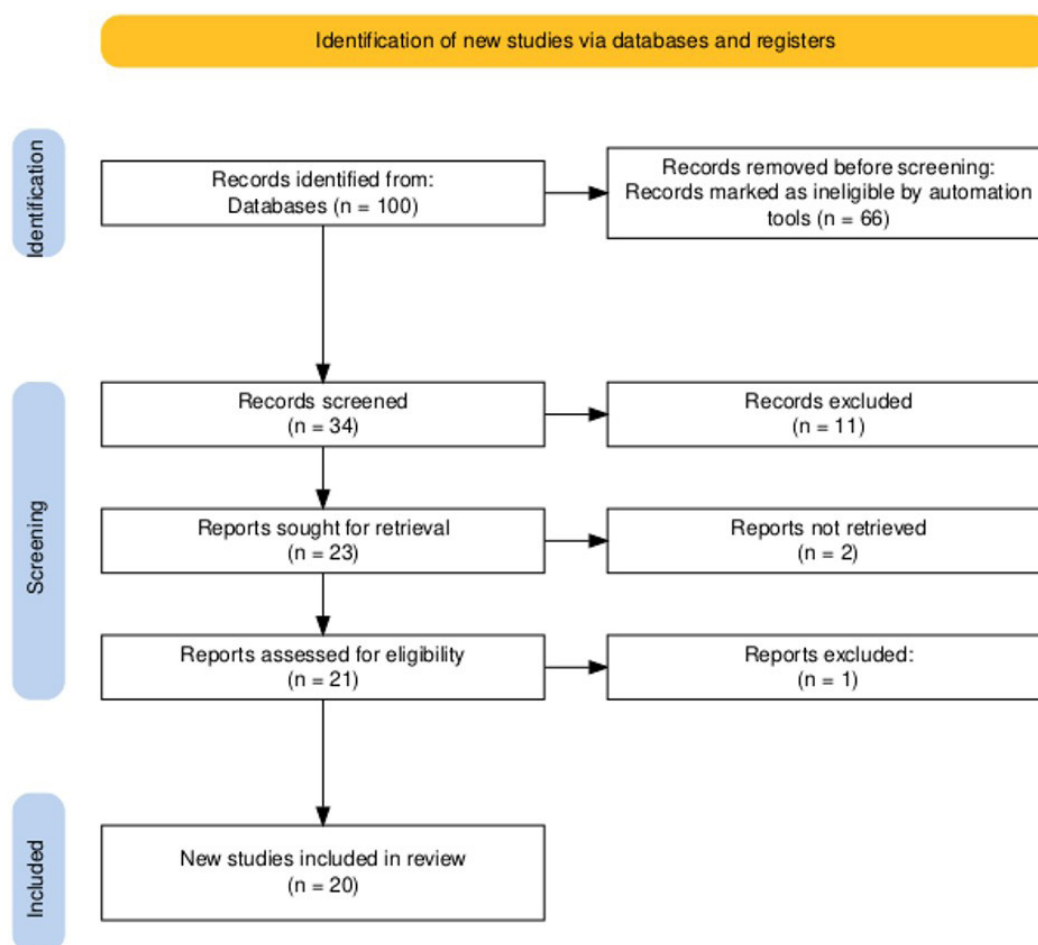 Identification of new studies via databases and registers
Identification
Records identified from:
Databases (n = 100)
Records removed before screening:
Records marked as ineligible by automation
tools (n = 66)
Screening
Records screened
(n = 34)
Records excluded
(n = 11)
Reports sought for retrieval
(n = 23)
Reports not retrieved
(n = 2)
Reports assessed for eligibility
(n = 21)
Reports excluded:
(n = 1)
Included
New studies included in review
(n = 20)